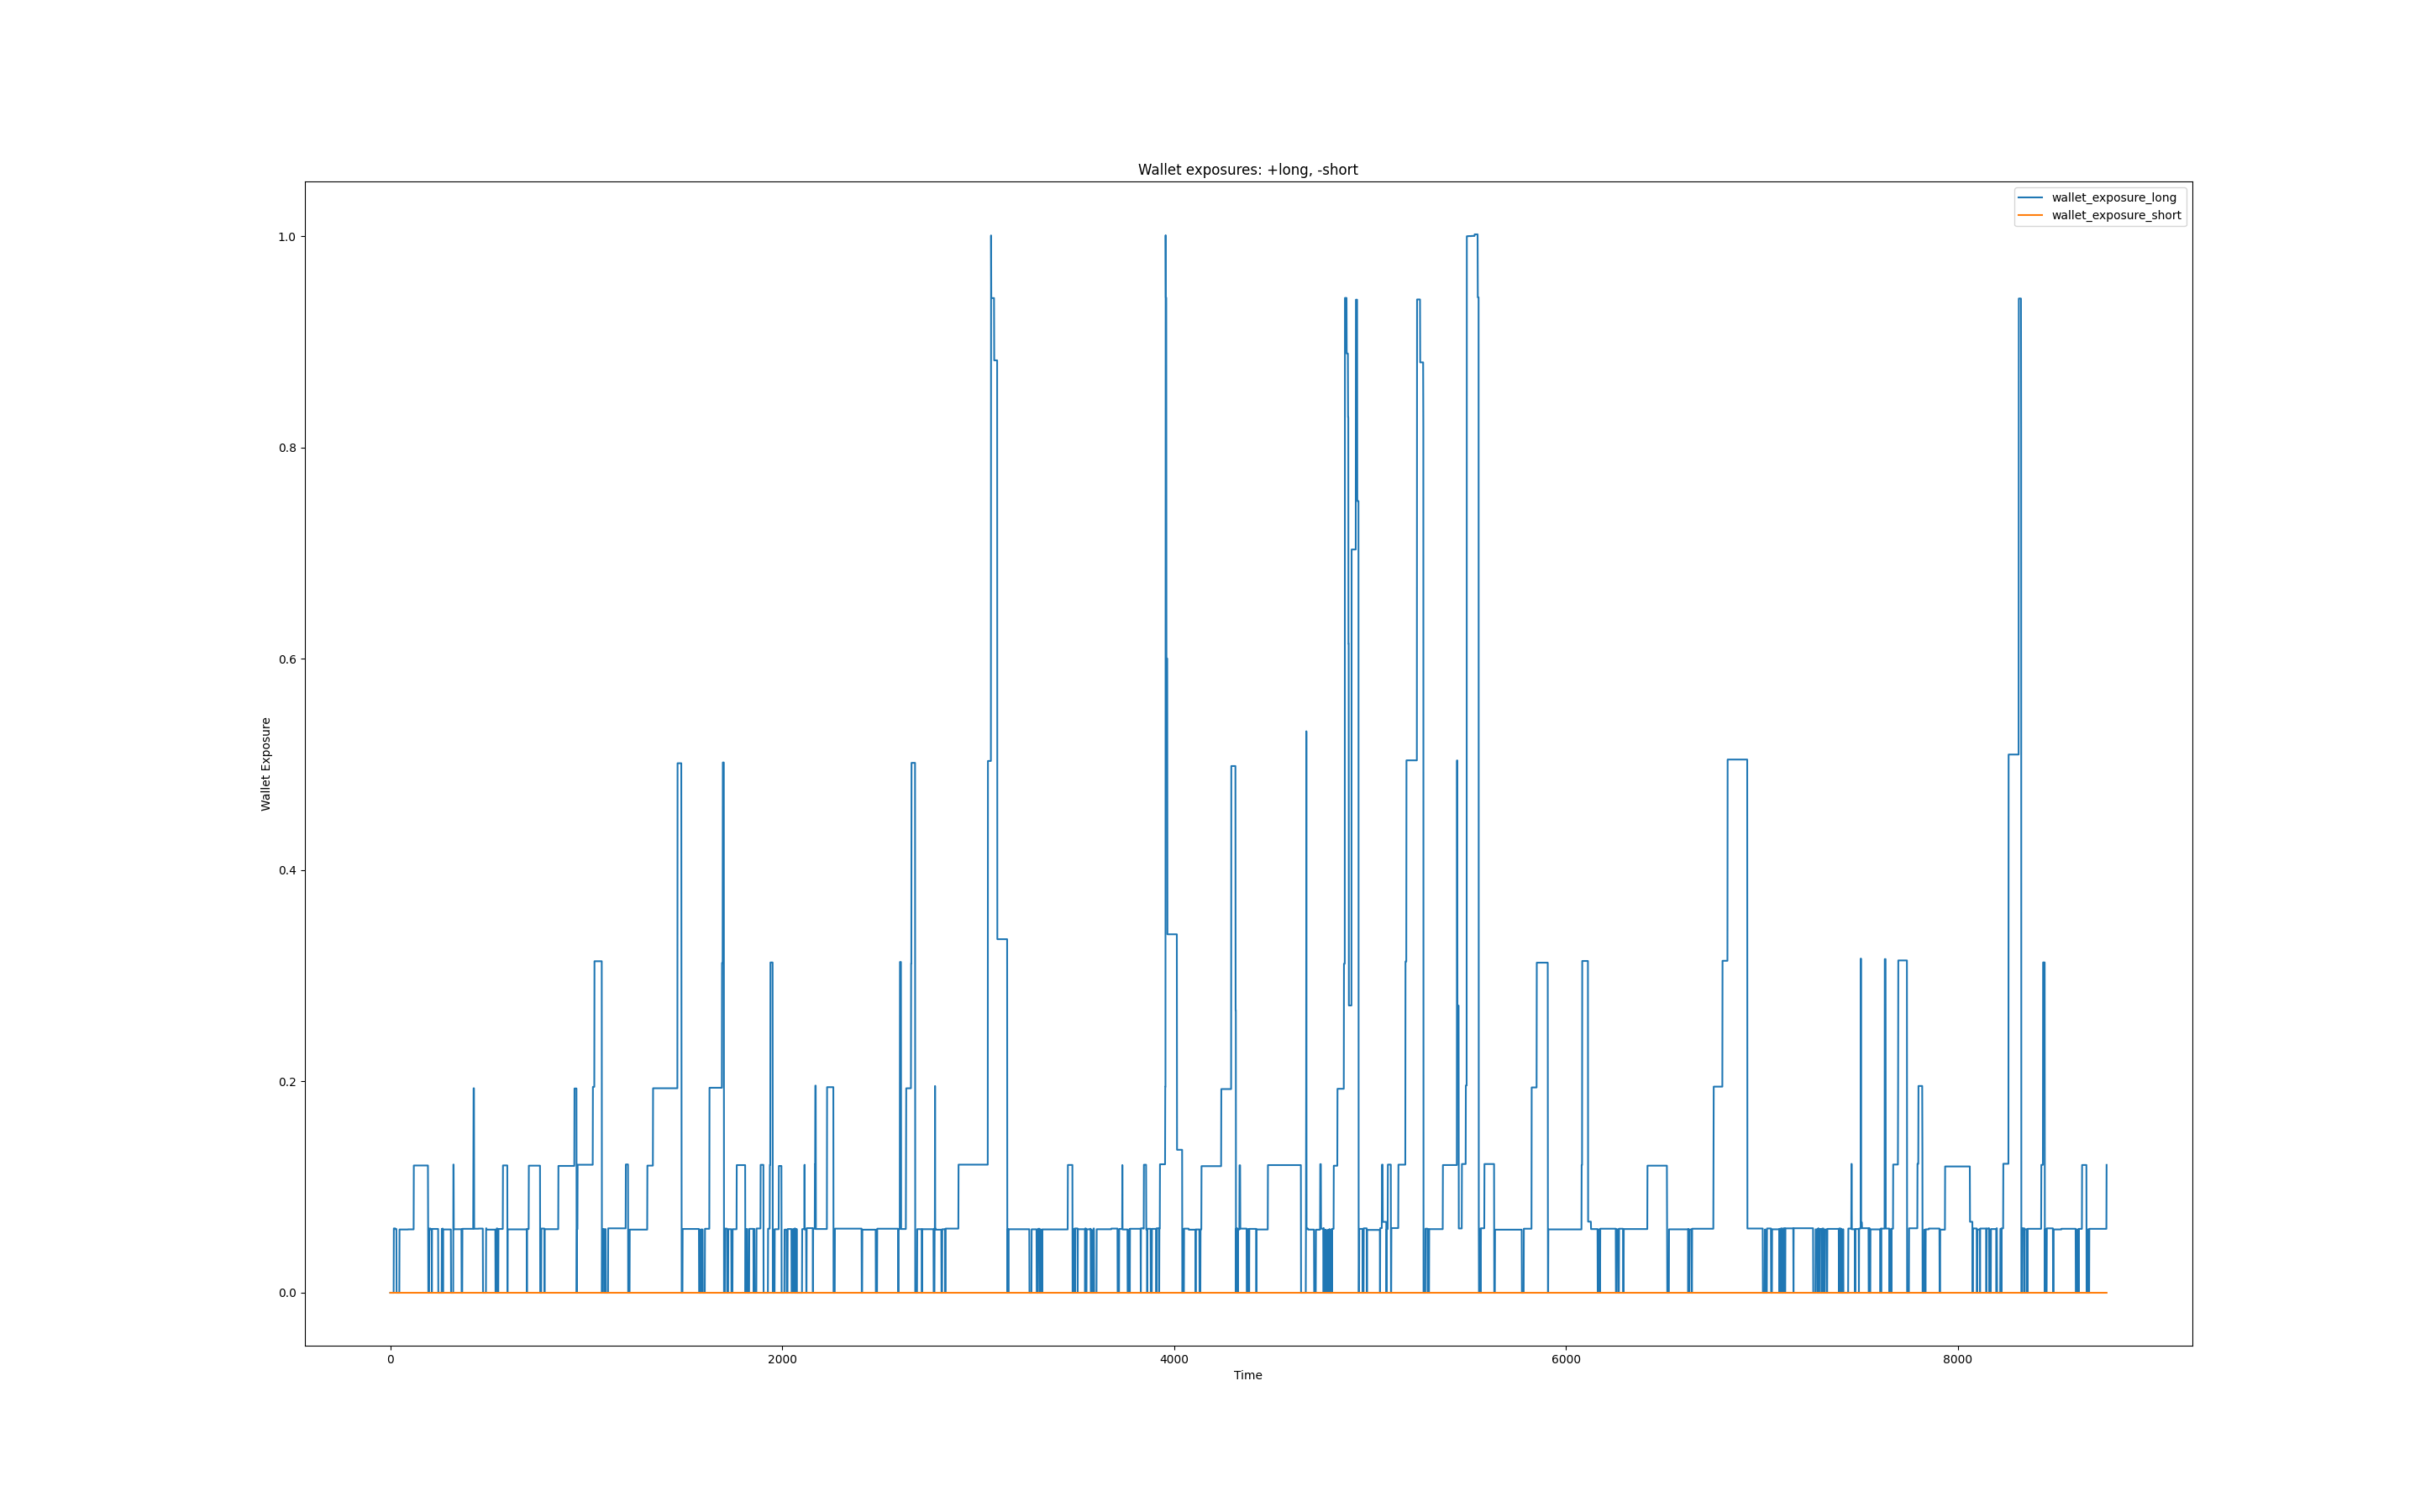 Wallet exposures: +long, -short
wallet_exposure_long
wallet_exposure_short
1.0
0.8
0.6
0.4
0.2
0.0
Wallet Exposure
0 2000 4000 6000 8000
Time